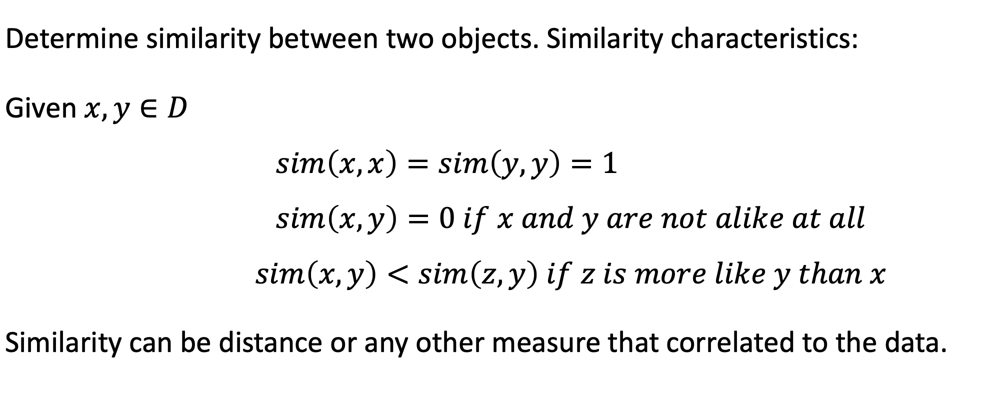 Determine similarity between two objects. Similarity characteristics:
Given x, y ∈ D
sim(x, x) = sim(y, y) = 1
sim(x, y) = 0 if x and y are not alike at all
sim(x, y) < sim(z, y) if z is more like y than x
Similarity can be distance or any other measure that correlated to the data.